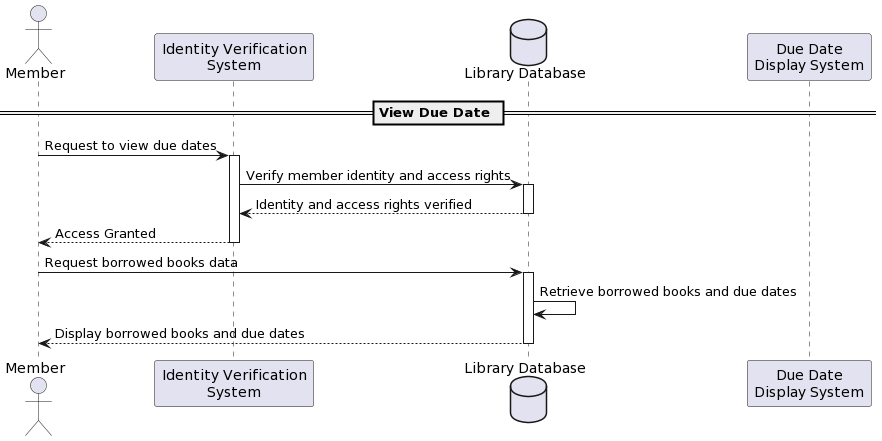 Member
Identity Verification
System
Library Database
Due Date
Display System
View Due Date
Request to view due dates
Verify member identity and access rights
Identity and access rights verified
Access Granted
Request borrowed books data
Retrieve borrowed books and due dates
Display borrowed books and due dates
Member
Identity Verification
System
Library Database
Due Date
Display System